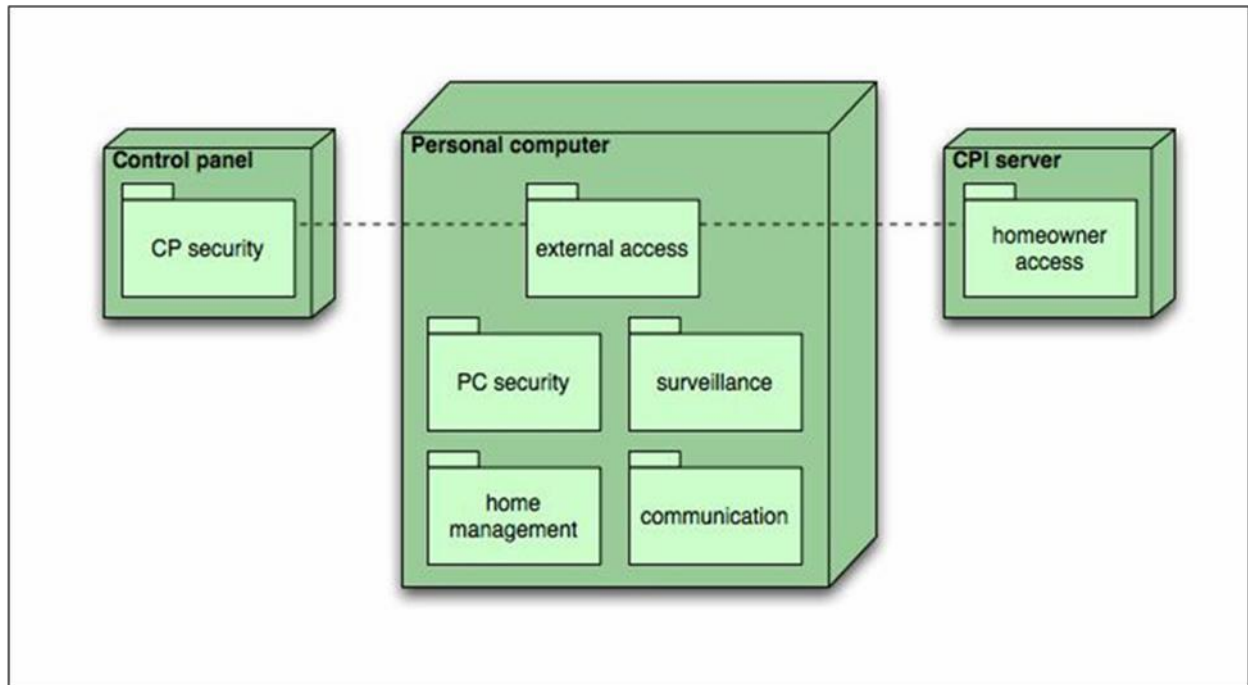 Control panel
CP security
Personal computer
external access
PC security
surveillance
home
management
communication
CPI server
homeowner
access